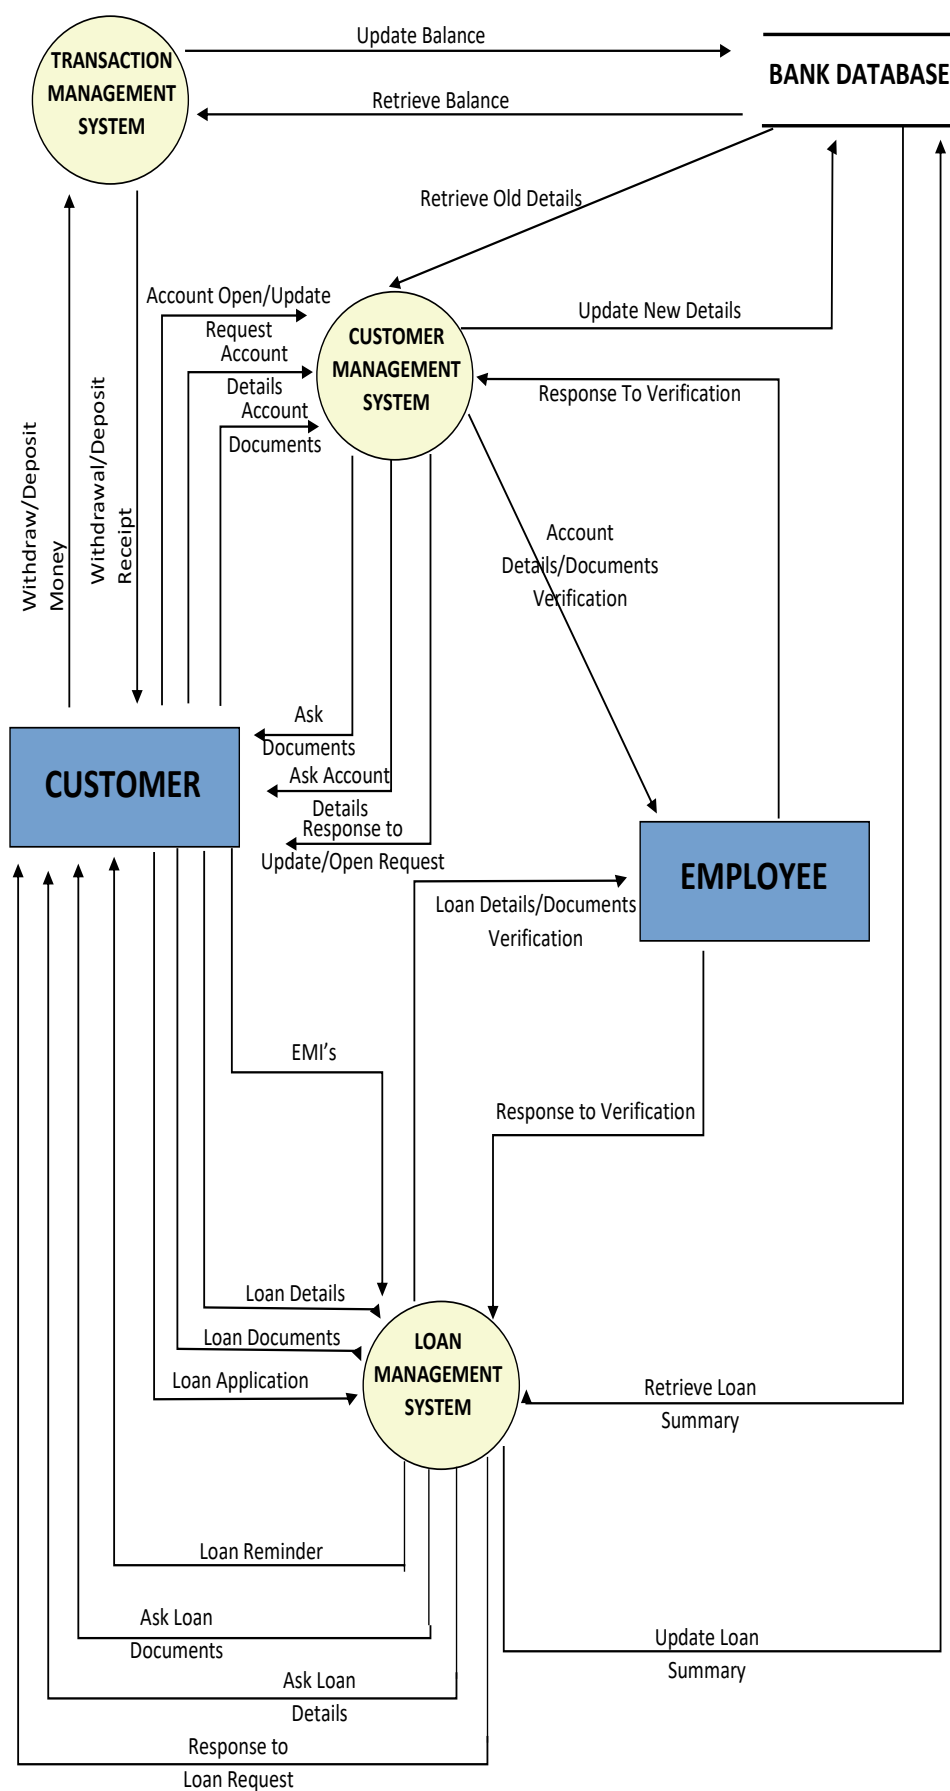 Update Balance
TRANSACTION
MANAGEMENT
SYSTEM
BANK DATABASE
Retrieve Balance
Retrieve Old Details
Account Open/Update
Request
Update New Details
CUSTOMER
MANAGEMENT
SYSTEM
Account
Details
Response To Verification
Account
Documents
Withdraw/Deposit
Money
Withdrawal/Deposit
Receipt
Account
Details/Documents
Verification
Ask
Documents
CUSTOMER
Ask Account
Details
Response to
Update/Open Request
EMPLOYEE
Loan Details/Documents
Verification
EMI's
Response to Verification
Loan Details
Loan Documents
Loan Application
LOAN
MANAGEMENT
SYSTEM
Retrieve Loan
Summary
Loan Reminder
Ask Loan
Documents
Update Loan
Summary
Ask Loan
Details
Response to
Loan Request